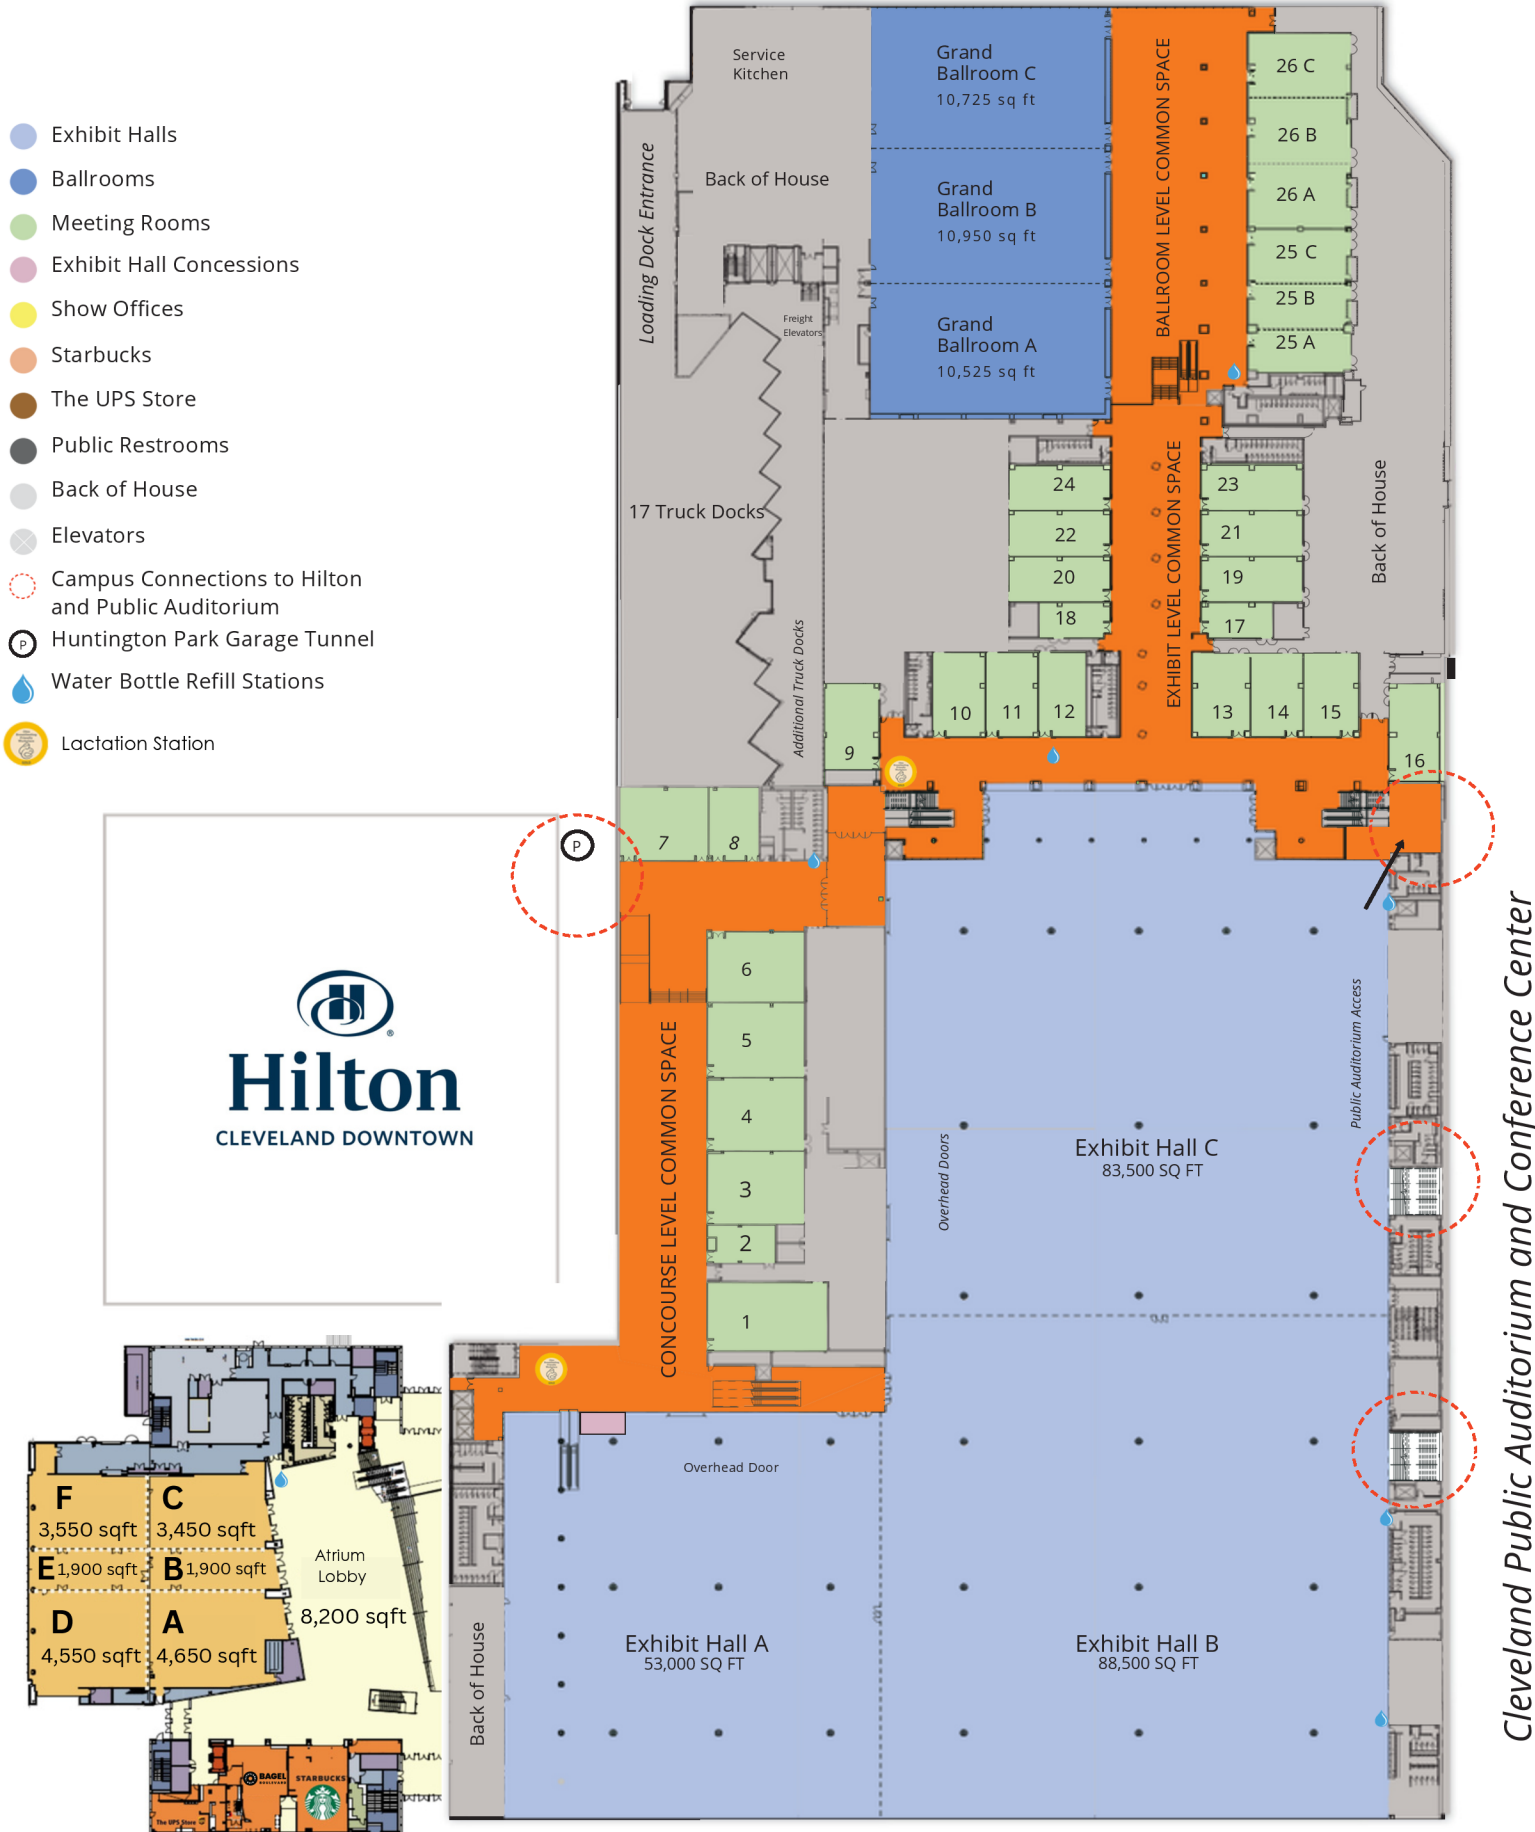 Exhibit Halls
Ballrooms
Meeting Rooms
Exhibit Hall Concessions
Show Offices
Starbucks
The UPS Store
Public Restrooms
Back of House
Elevators
Campus Connections to Hilton
and Public Auditorium
P
Huntington Park Garage Tunnel
Water Bottle Refill Stations
Lactation Station
Service
Kitchen
Back of House
Loading Dock Entrance
Freight
Elevators
17 Truck Docks
Additional Truck Docks
Grand
Ballroom C
10,725 sq ft
Grand
Ballroom B
10,950 sq ft
Grand
Ballroom A
10,525 sq ft
BALLROOM LEVEL COMMON SPACE
26 C
26 B
26 A
25 C
25 B
25 A
EXHIBIT LEVEL COMMON SPACE
Back of House
24
22
20
18
23
21
19
17
9
10
11
12
13
14
15
16
7
8
P
6
5
4
3
2
1
CONCOURSE LEVEL COMMON SPACE
Hilton
CLEVELAND DOWNTOWN
Public Auditorium Access
Overhead Doors
Exhibit Hall C
83,500 SQ FT
Overhead Door
Exhibit Hall A
53,000 SQ FT
Exhibit Hall B
88,500 SQ FT
Back of House
Cleveland Public Auditorium and Conference Center
F
3,550 sqft
C
3,450 sqft
E 1,900 sqft
B 1,900 sqft
D
4,550 sqft
A
4,650 sqft
Atrium
Lobby
8,200 sqft
BAGEL
STARBUCKS
The UPS Store